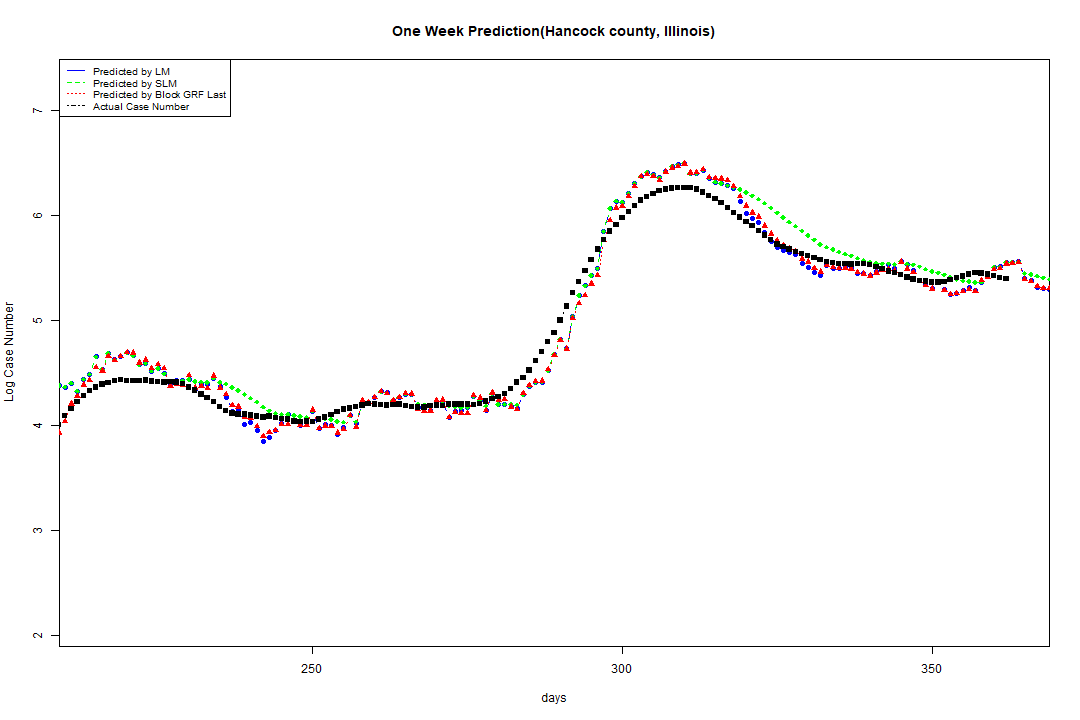 One Week Prediction(Hancock county, Illinois)
Predicted by LM
Predicted by SLM
Predicted by Block GRF Last
Actual Case Number
7
6
5
4
3
2
Log Case Number
250
300
350
days